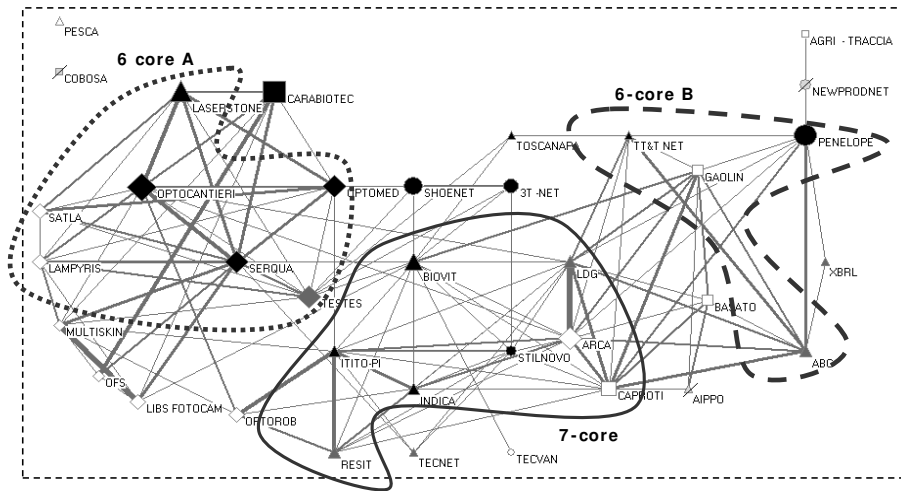 PESCA
AGRI - TRACCIA
6 core A
COBOSA
6-core B
NEWPRODNET
LASERSTONE
CARABIOTEC
TOSCANAPI
TT&T NET
PENELOPE
GAOLIN
OPTOCANTIERI
OPTOMED
SHOENET
3T -NET
SATLA
LAMPYRIS
SERQUA
BIOVIT
LDG
XBRL
TESTES
BASATO
MULTISKIN
ARCA
ITITO-PI
STILNOVO
ABG
OFS
INDICA
CAPROTI
AIPPO
LIBS FOTOCAM
OPTOROB
7-core
RESIT
TECNET
TECVAN